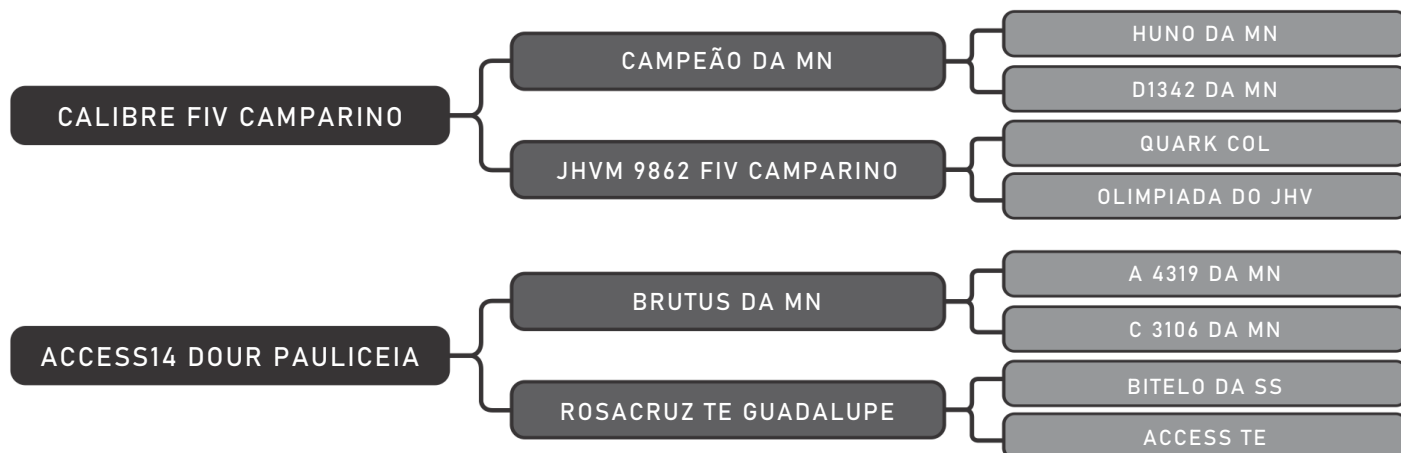 CALIBRE FIV CAMPARINO
CAMPEÃO DA MN
HUNO DA MN
D1342 DA MN
JHVM 9862 FIV CAMPARINO
QUARK COL
OLIMPIADA DO JHV
ACCESS14 DOUR PAULICEIA
BRUTUS DA MN
A 4319 DA MN
C 3106 DA MN
ROSACRUZ TE GUADALUPE
BITELO DA SS
ACCESS TE